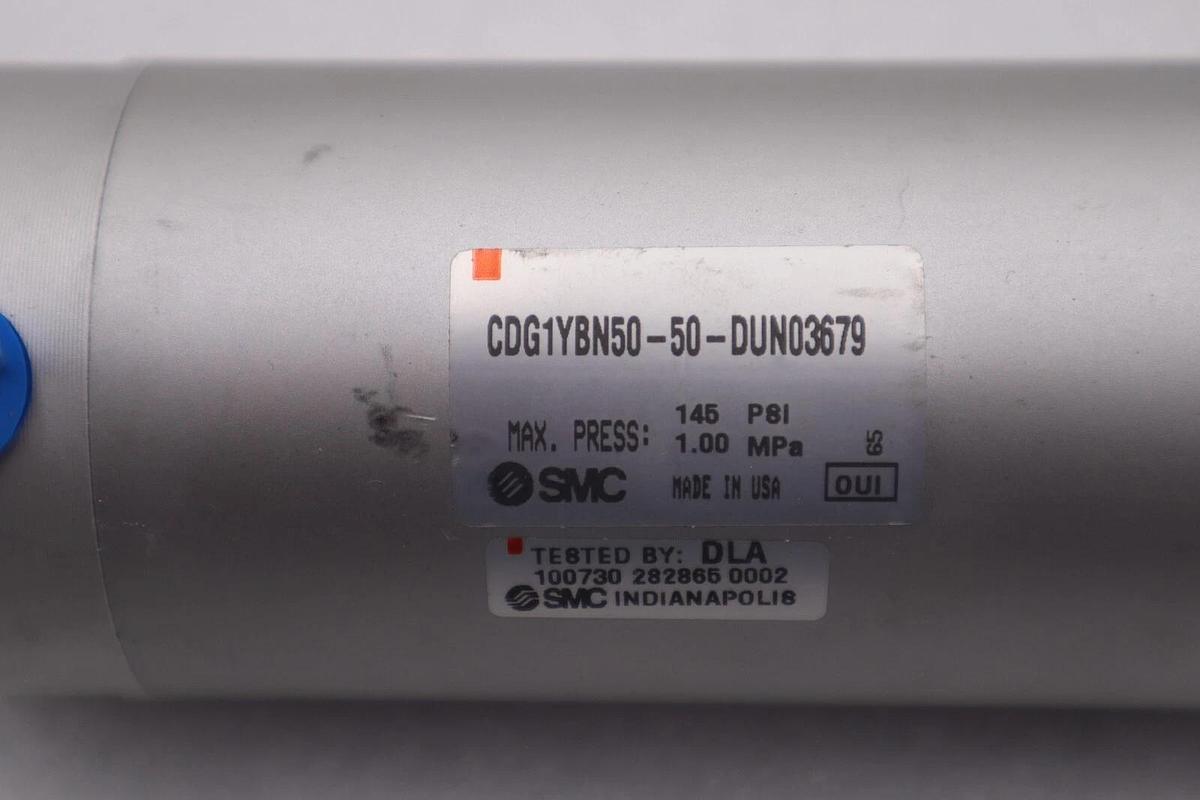 CDG1YBN50-50-DUN03679
MAX. PRESS: 145 PSI
1.00 MPa
65
SMC MADE IN USA OUI
TESTED BY: DLA
100730 282865 0002
SMC INDIANAPOLIS